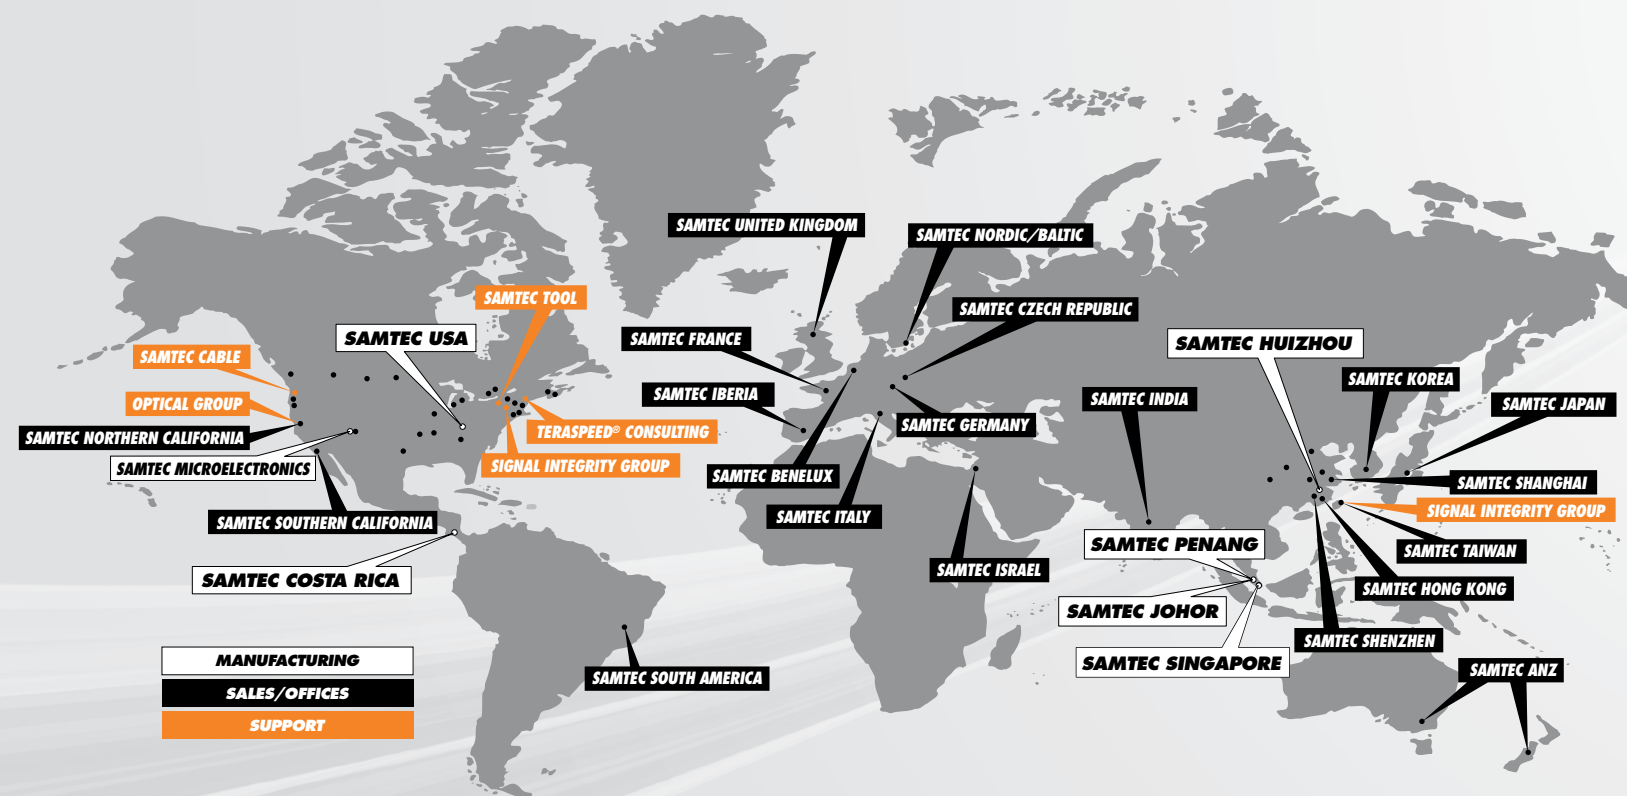 SAMTEC UNITED KINGDOM
SAMTEC NORDIC/BALTIC
SAMTEC TOOL
SAMTEC CZECH REPUBLIC
SAMTEC USA
SAMTEC FRANCE
SAMTEC HUIZHOU
SAMTEC CABLE
SAMTEC KOREA
SAMTEC IBERIA
SAMTEC INDIA
OPTICAL GROUP
SAMTEC JAPAN
SAMTEC GERMANY
TERASPEED® CONSULTING
SAMTEC NORTHERN CALIFORNIA
SIGNAL INTEGRITY GROUP
SAMTEC MICROELECTRONICS
SAMTEC BENELUX
SAMTEC SHANGHAI
SIGNAL INTEGRITY GROUP
SAMTEC ITALY
SAMTEC SOUTHERN CALIFORNIA
SAMTEC PENANG
SAMTEC TAIWAN
SAMTEC ISRAEL
SAMTEC COSTA RICA
SAMTEC HONG KONG
SAMTEC JOHOR
SAMTEC SHENZHEN
SAMTEC SINGAPORE
SAMTEC ANZ
SAMTEC SOUTH AMERICA
MANUFACTURING
SALES/OFFICES
SUPPORT